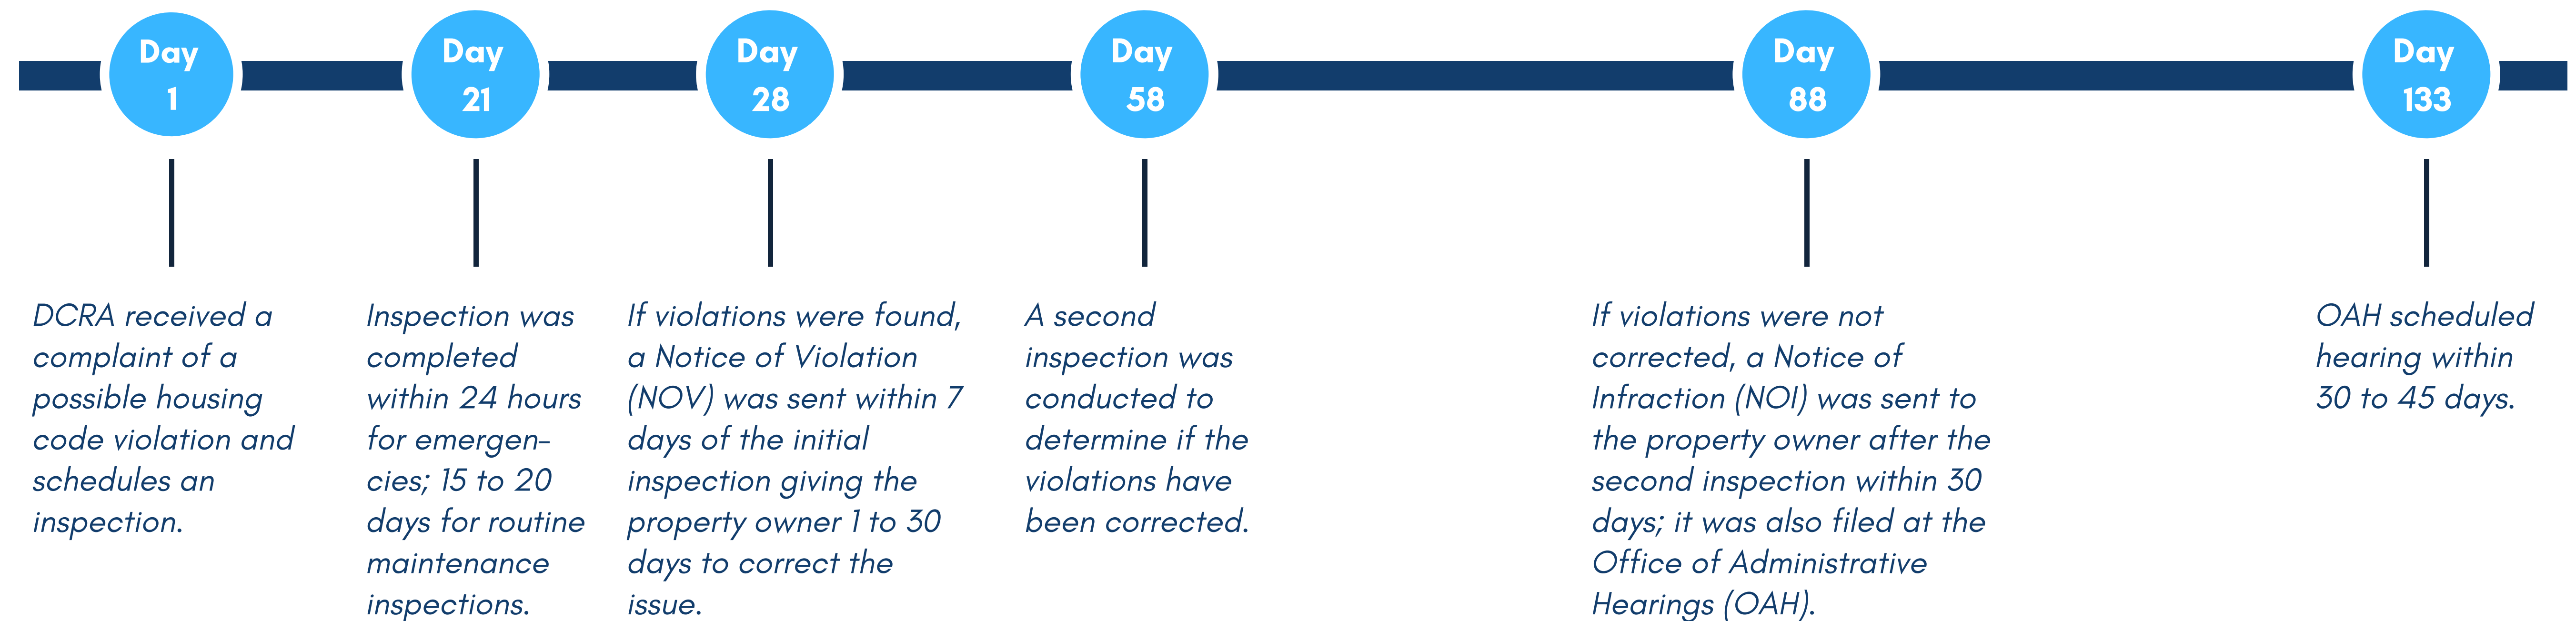 Day
1
Day
21
Day
28
Day
58
Day
88
Day
133
DCRA received a
complaint of a
possible housing
code violation and
schedules an
inspection.
Inspection was
completed
within 24 hours
for emergen-
cies; 15 to 20
days for routine
maintenance
inspections.
If violations were found,
a Notice of Violation
(NOV) was sent within 7
days of the initial
inspection giving the
property owner 1 to 30
days to correct the
issue.
A second
inspection was
conducted to
determine if the
violations have
been corrected.
If violations were not
corrected, a Notice of
Infraction (NOI) was sent to
the property owner after the
second inspection within 30
days; it was also filed at the
Office of Administrative
Hearings (OAH).
OAH scheduled
hearing within
30 to 45 days.